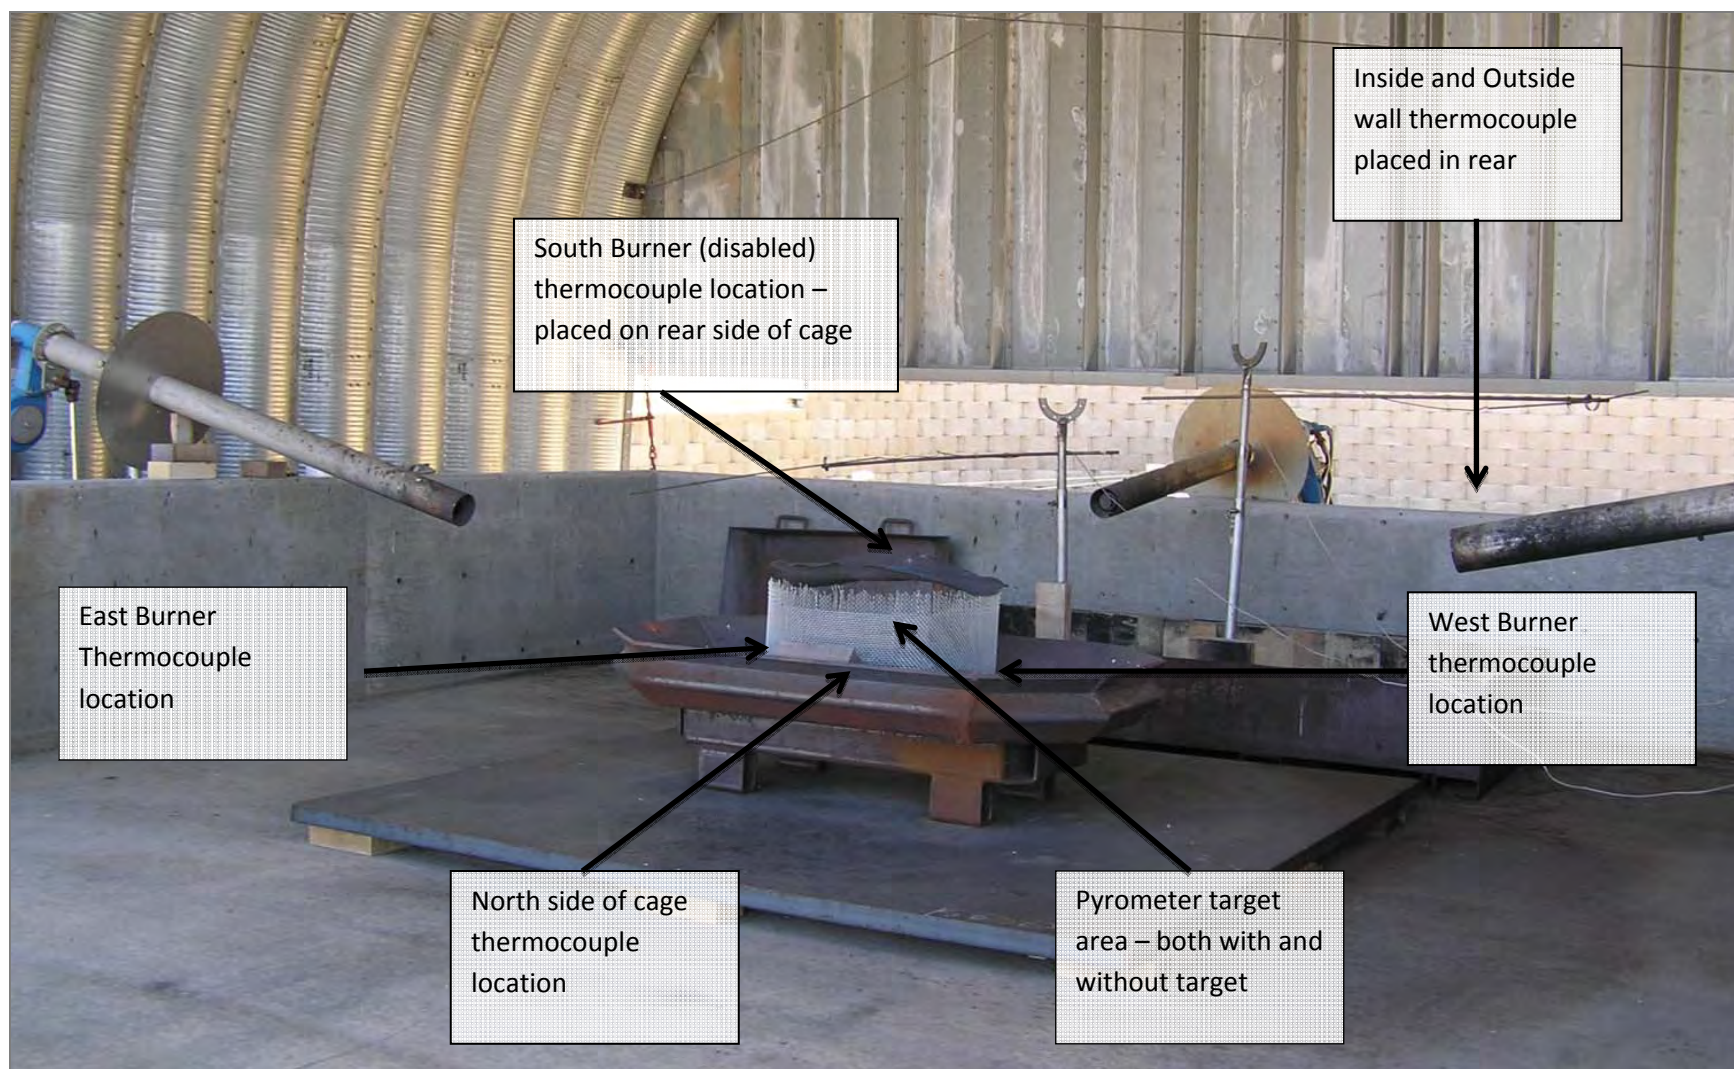 Inside and Outside
wall thermocouple
placed in rear
South Burner (disabled)
thermocouple location –
placed on rear side of cage
East Burner
Thermocouple
location
West Burner
thermocouple
location
North side of cage
thermocouple
location
Pyrometer target
area – both with and
without target